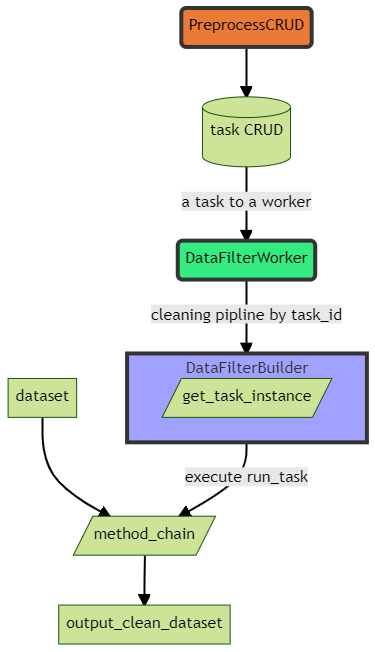 PreprocessCRUD
task CRUD
a task to a worker
DataFilterWorker
cleaning pipline by task_id
DataFilterBuilder
get_task_instance
dataset
execute run_task
method_chain
output_clean_dataset